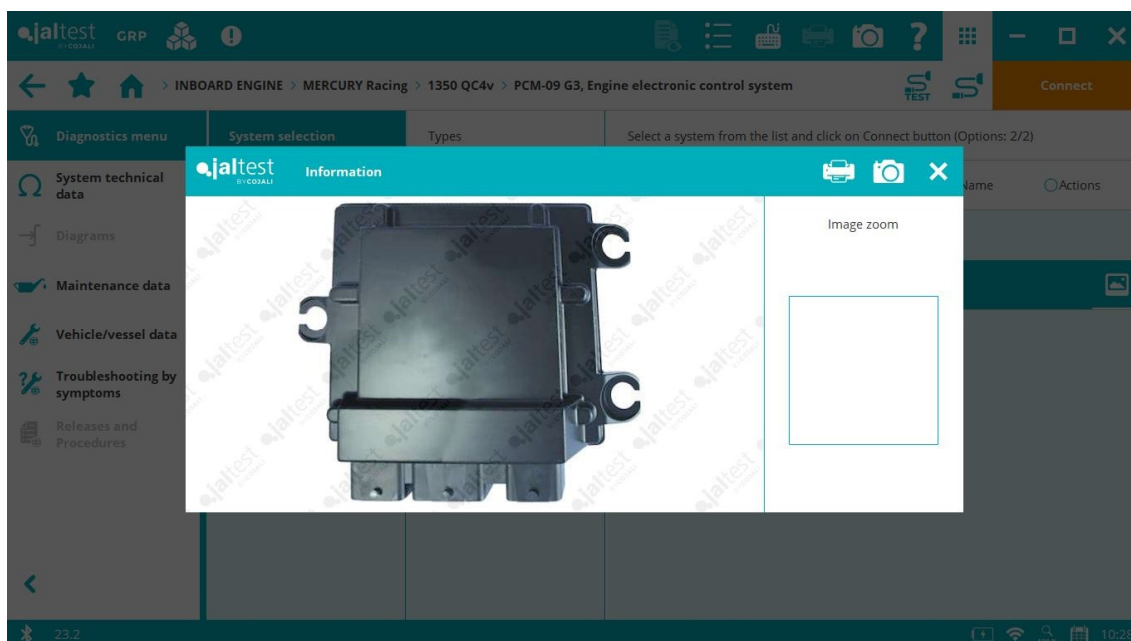 jaltest
BY COJALI
GRP
> INBOARD ENGINE > MERCURY Racing > 1350 QC4v > PCM-09 G3, Engine electronic control system
TEST
Connect
Diagnostics menu
System selection
Types
Select a system from the list and click on Connect button (Options: 2/2)
jaltest
BY COJALI
Information
System technical
data
Name
Actions
Image zoom
Diagrams
Maintenance data
Vehicle/vessel data
Troubleshooting by
symptoms
Releases and
Procedures
23.2